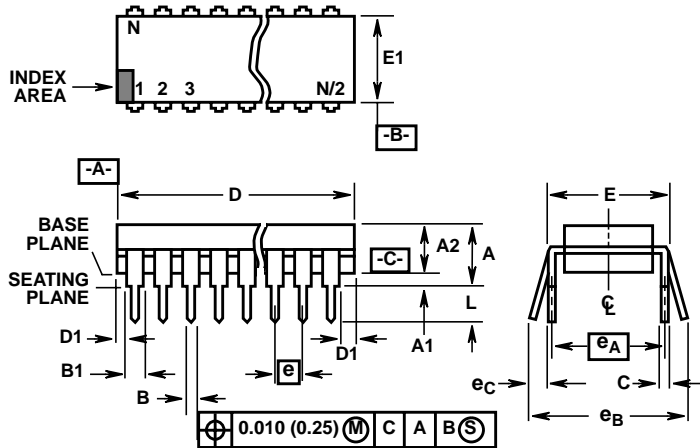 N
E1
INDEX
AREA
1 2 3 N/2
-B-
-A-
D
E
BASE
PLANE
A2
A
-C-
SEATING
PLANE
L
C
L
D1
A1
D1
eA
B1
e
eC
C
B
eB
0.010 (0.25) M C A B S